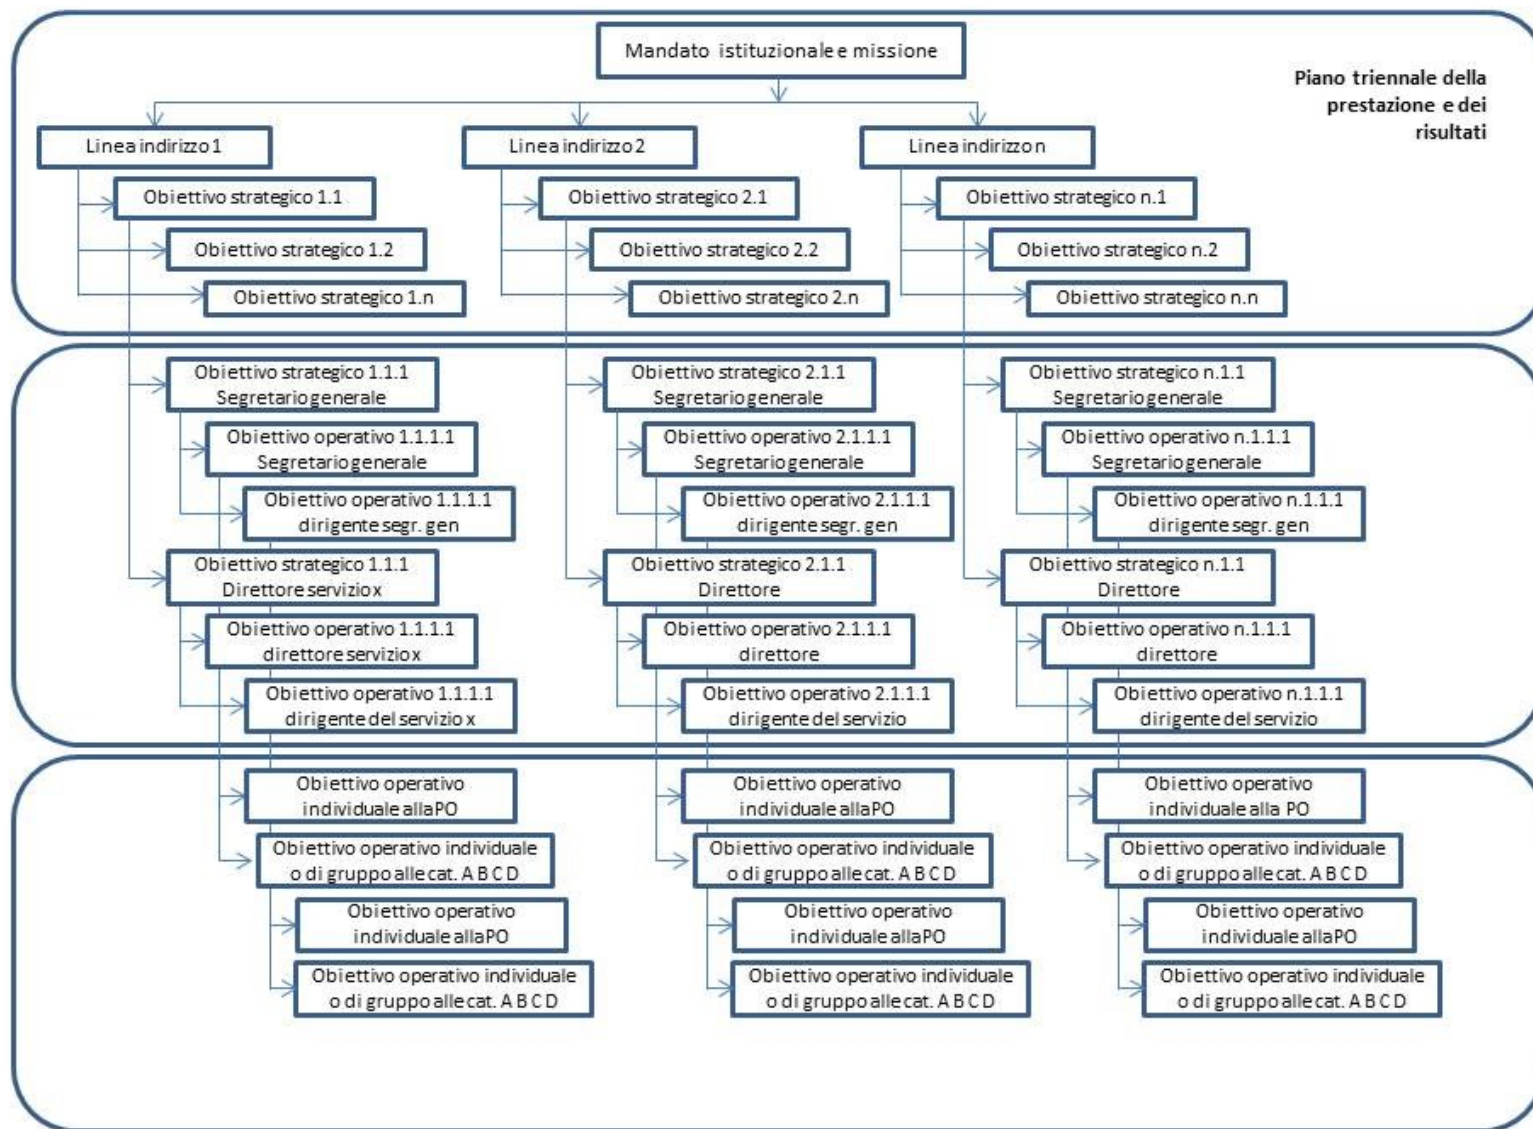 Mandato istituzionale e missione
Piano triennale della
prestazione e dei
risultati
Linea indirizzo 1
Linea indirizzo 2
Linea indirizzo n
Obiettivo strategico 1.1
Obiettivo strategico 2.1
Obiettivo strategico n.1
Obiettivo strategico 1.2
Obiettivo strategico 2.2
Obiettivo strategico n.2
Obiettivo strategico 1.n
Obiettivo strategico 2.n
Obiettivo strategico n.n
Obiettivo strategico 1.1.1
Segretario generale
Obiettivo strategico 2.1.1
Segretario generale
Obiettivo strategico n.1.1
Segretario generale
Obiettivo operativo 1.1.1.1
Segretario generale
Obiettivo operativo 2.1.1.1
Segretario generale
Obiettivo operativo n.1.1.1
Segretario generale
Obiettivo operativo 1.1.1.1
dirigente segr. gen
Obiettivo operativo 2.1.1.1
dirigente segr. gen
Obiettivo operativo n.1.1.1
dirigente segr. gen
Obiettivo strategico 1.1.1
Direttore servizio x
Obiettivo strategico 2.1.1
Direttore
Obiettivo strategico n.1.1
Direttore
Obiettivo operativo 1.1.1.1
direttore servizio x
Obiettivo operativo 2.1.1.1
direttore
Obiettivo operativo n.1.1.1
direttore
Obiettivo operativo 1.1.1.1
dirigente del servizio x
Obiettivo operativo 2.1.1.1
dirigente del servizio
Obiettivo operativo n.1.1.1
dirigente del servizio
Obiettivo operativo
individuale alla PO
Obiettivo operativo
individuale alla PO
Obiettivo operativo
individuale alla PO
Obiettivo operativo individuale
o di gruppo alle cat. A B C D
Obiettivo operativo individuale
o di gruppo alle cat. A B C D
Obiettivo operativo individuale
o di gruppo alle cat. A B C D
Obiettivo operativo
individuale alla PO
Obiettivo operativo
individuale alla PO
Obiettivo operativo
individuale alla PO
Obiettivo operativo individuale
o di gruppo alle cat. A B C D
Obiettivo operativo individuale
o di gruppo alle cat. A B C D
Obiettivo operativo individuale
o di gruppo alle cat. A B C D